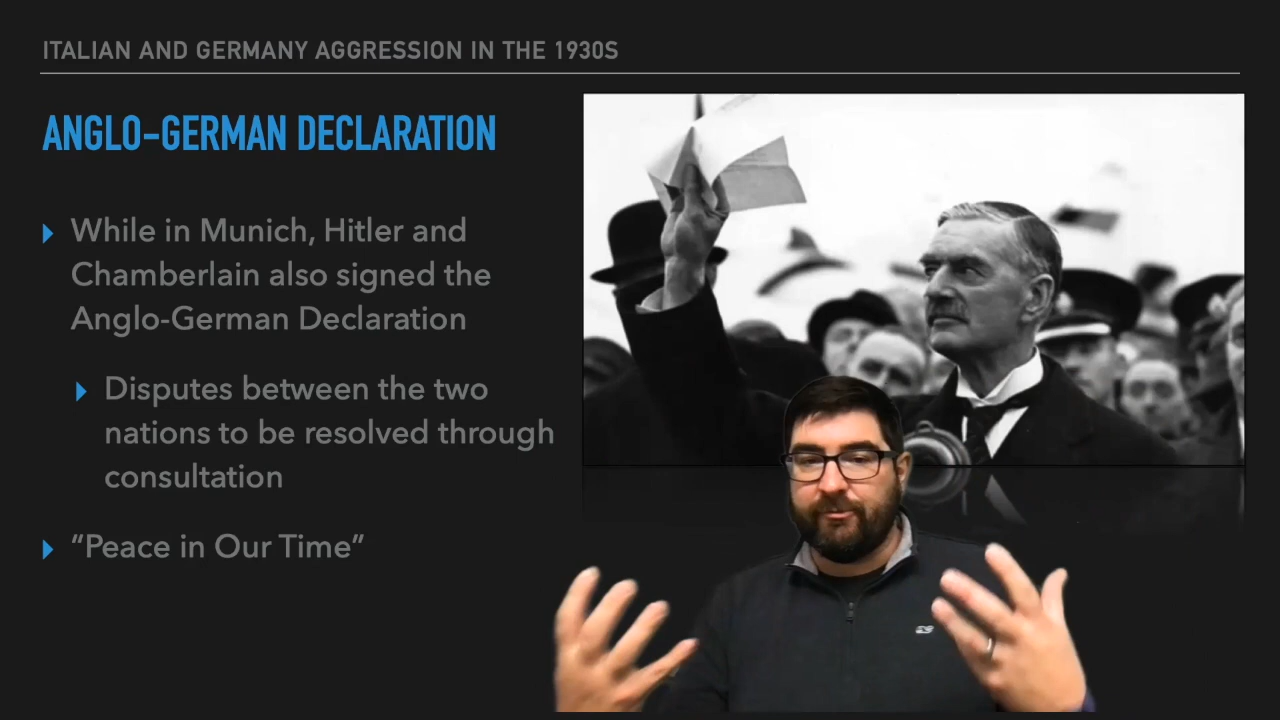 ITALIAN AND GERMANY AGGRESSION IN THE 1930S
ANGLO-GERMAN DECLARATION
While in Munich, Hitler and
Chamberlain also signed the
Anglo-German Declaration
Disputes between the two
nations to be resolved through
consultation
“Peace in Our Time”